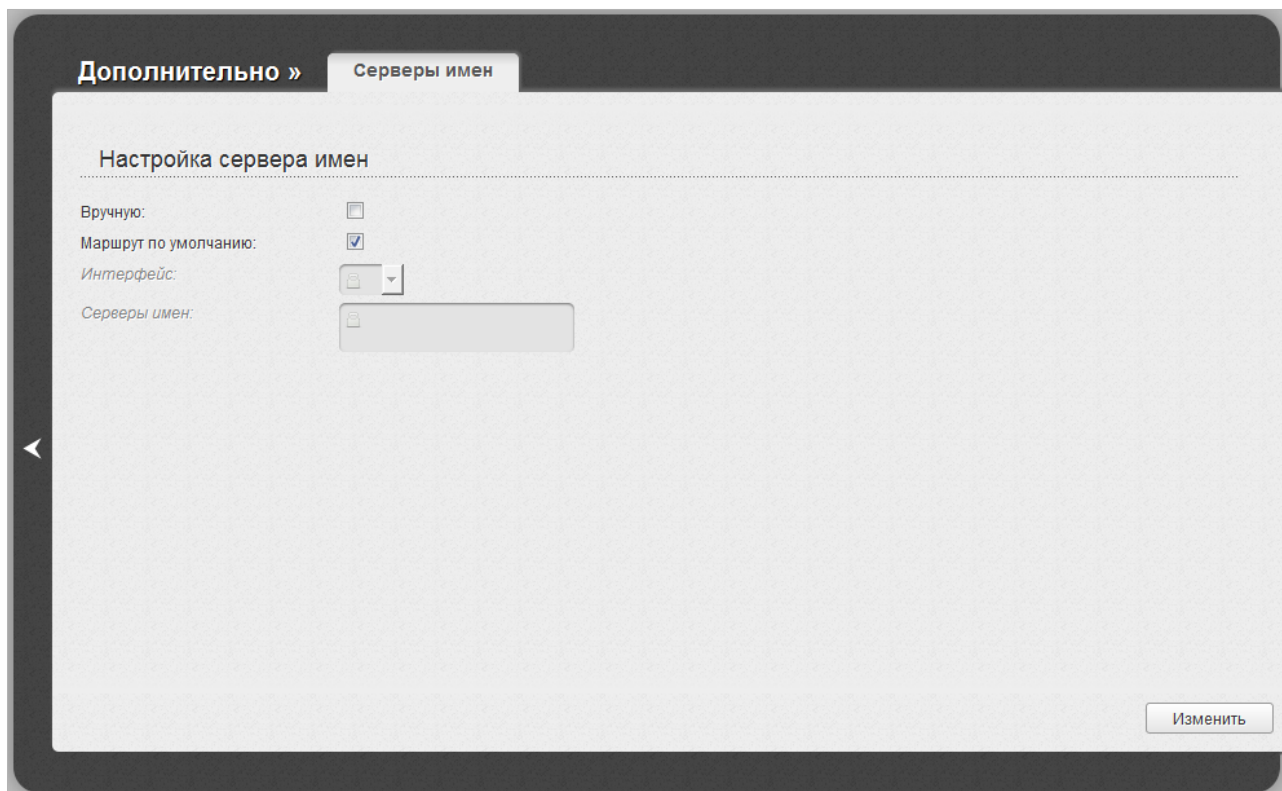 Дополнительно » Серверы имен
Настройка сервера имен
Вручную:
Маршрут по умолчанию:
Интерфейс:
Серверы имен:
Изменить